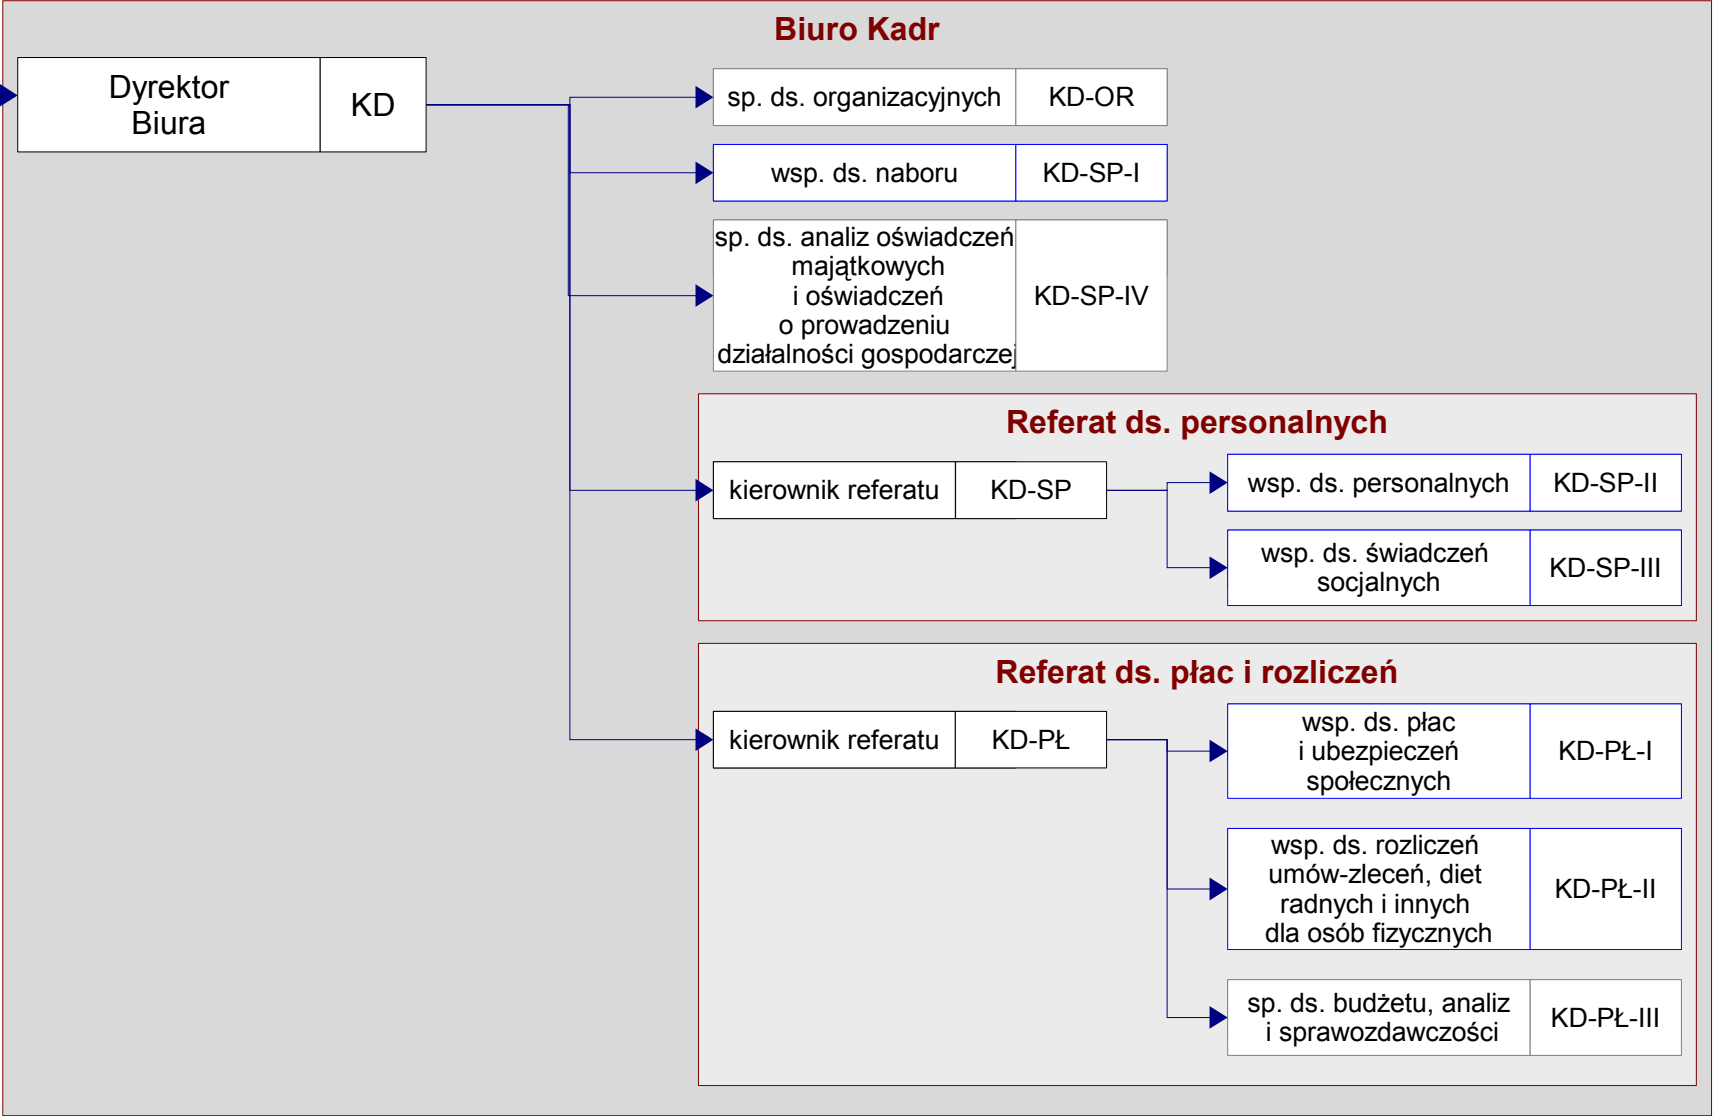 Biuro Kadr
Dyrektor
Biura
KD
sp. ds. organizacyjnych
KD-OR
wsp. ds. naboru
KD-SP-I
sp. ds. analiz oświadczeń
majątkowych
i oświadczeń
o prowadzeniu
działalności gospodarczej
KD-SP-IV
Referat ds. personalnych
kierownik referatu
KD-SP
wsp. ds. personalnych
KD-SP-II
wsp. ds. świadczeń
socjalnych
KD-SP-III
Referat ds. płac i rozliczeń
kierownik referatu
KD-PŁ
wsp. ds. płac
i ubezpieczeń
społecznych
KD-PŁ-I
wsp. ds. rozliczeń
umów-zleceń, diet
radnych i innych
dla osób fizycznych
KD-PŁ-II
sp. ds. budżetu, analiz
i sprawozdawczości
KD-PŁ-III